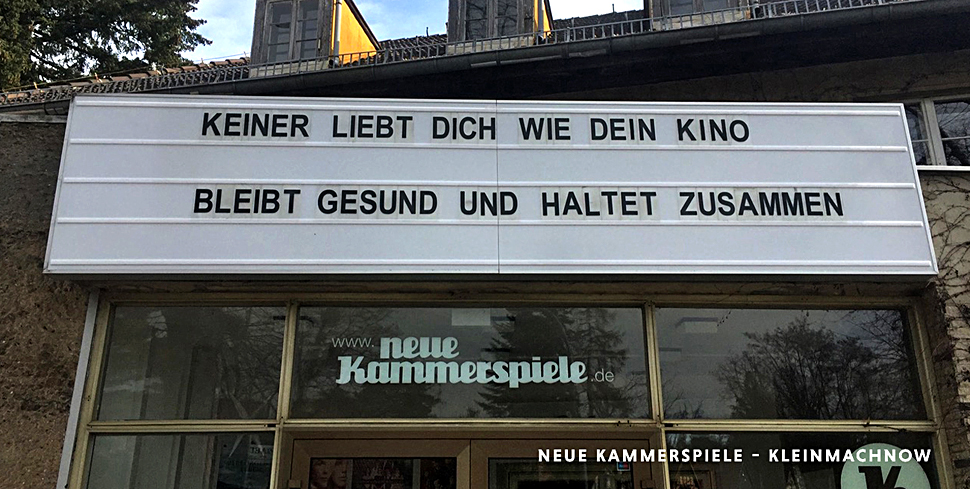 KEINER LIEBT DICH WIE DEIN KINO
BLEIBT GESUND UND HALTET ZUSAMMEN
www.neue
Kammerspiele.de
NEUE KAMMERSPIELE - KLEINMACHNOW